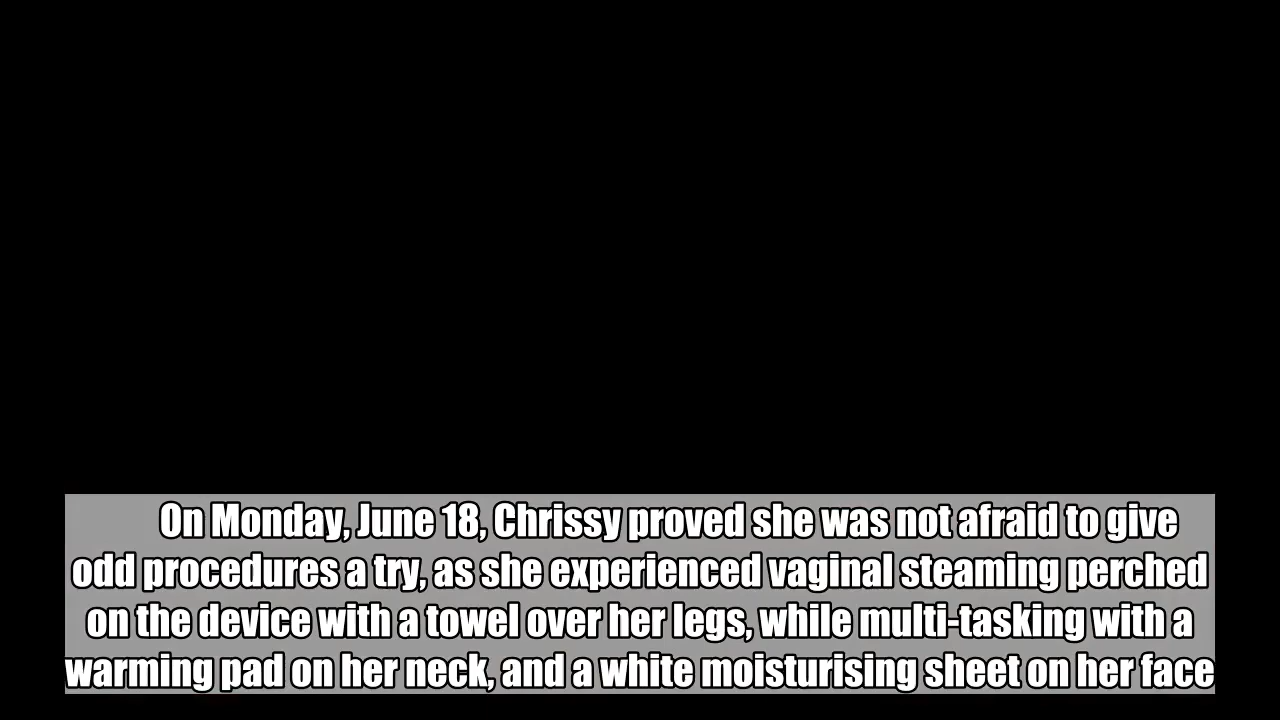 On Monday, June 18, Chrissy proved she was not afraid to give
odd procedures a try, as she experienced vaginal steaming perched
on the device with a towel over her legs, while multi-tasking with a
warming pad on her neck, and a white moisturising sheet on her face